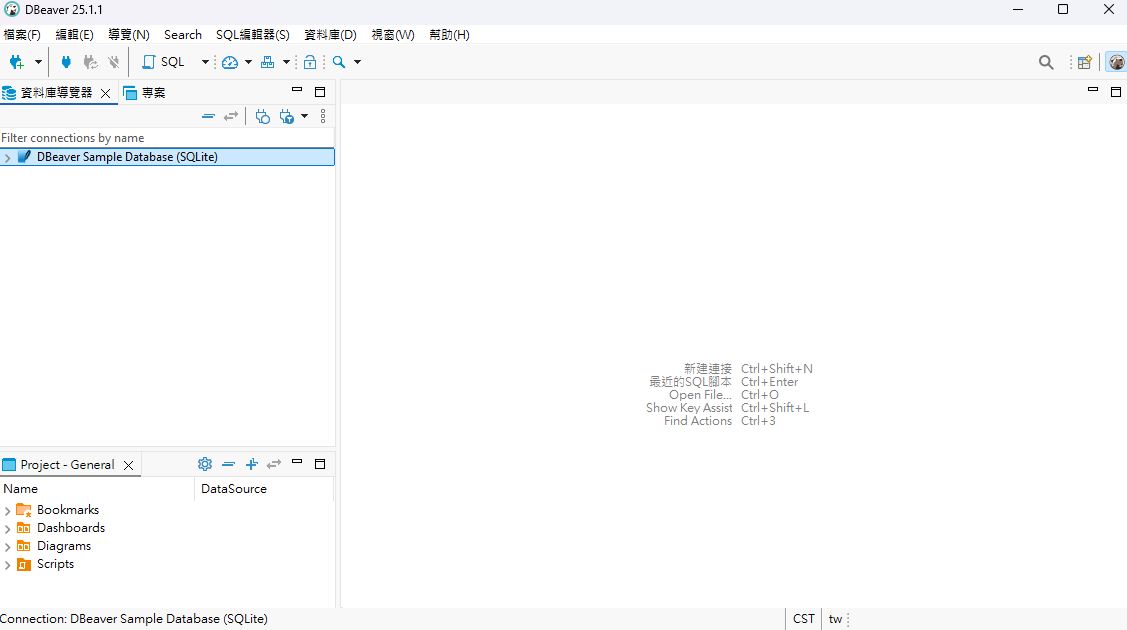 DBeaver 25.1.1
檔案(F) 編輯(E) 導覽(N) Search SQL編輯器(S) 資料庫(D) 視窗(W) 幫助(H)
SQL
資料庫導覽器 專案
Filter connections by name
DBeaver Sample Database (SQLite)
新建連接 Ctrl+Shift+N
最近的SQL腳本 Ctrl+Enter
Open File... Ctrl+O
Show Key Assist Ctrl+Shift+L
Find Actions Ctrl+3
Project - General
Name DataSource
Bookmarks
Dashboards
Diagrams
Scripts
Connection: DBeaver Sample Database (SQLite) CST tw